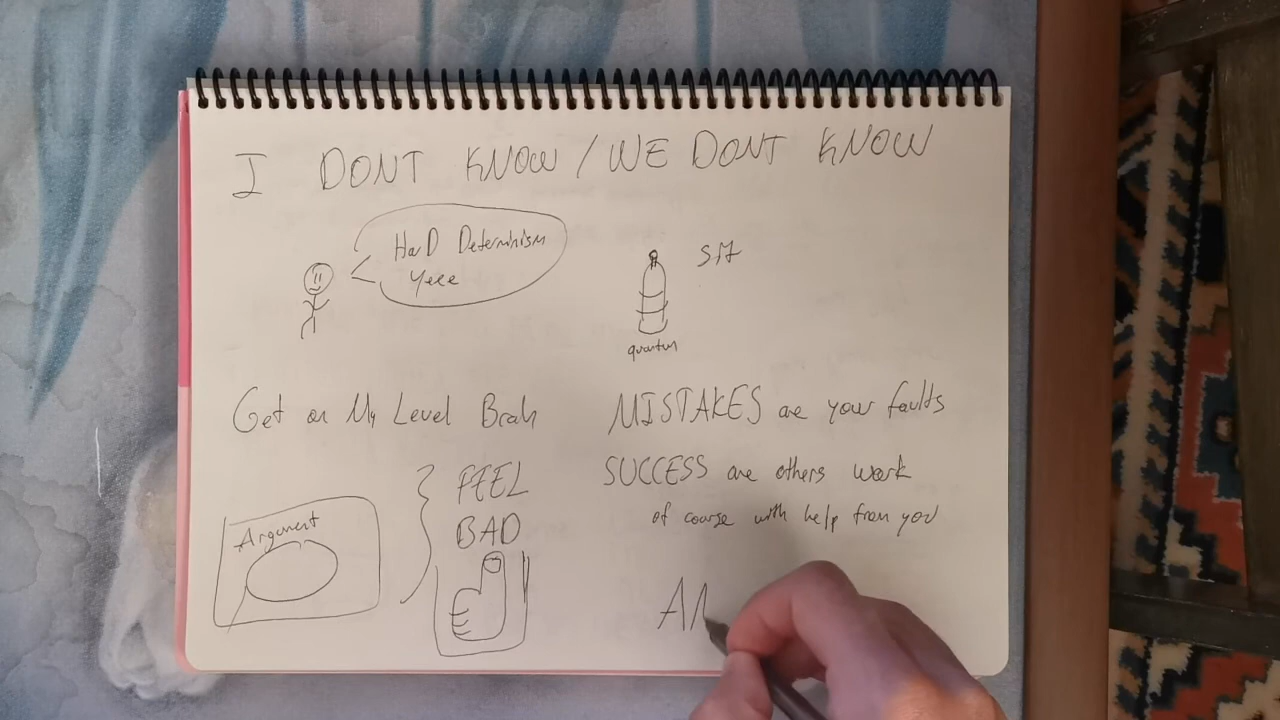 I DONT KNOW / WE DONT KNOW
HarD Determinism
Yeee
quantum
Get on My Level Brah
MISTAKES are your faults
SUCCESS are others work
of course with help from you
FEEL
BAD
Argument